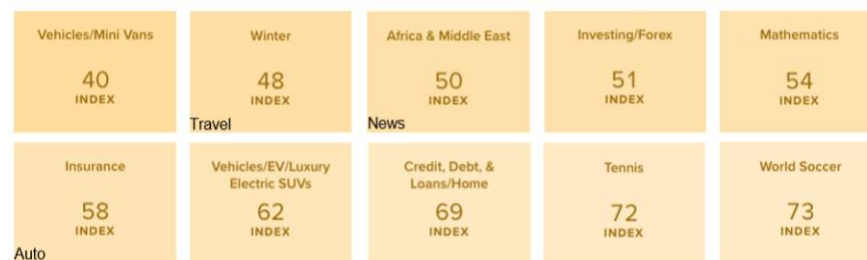 Vehicles/Mini Vans
40
INDEX
Winter
48
INDEX
Travel
Africa & Middle East
50
INDEX
News
Investing/Forex
51
INDEX
Mathematics
54
INDEX
Insurance
58
INDEX
Auto
Vehicles/EV/Luxury
Electric SUVs
62
INDEX
Credit, Debt, &
Loans/Home
69
INDEX
Tennis
72
INDEX
World Soccer
73
INDEX